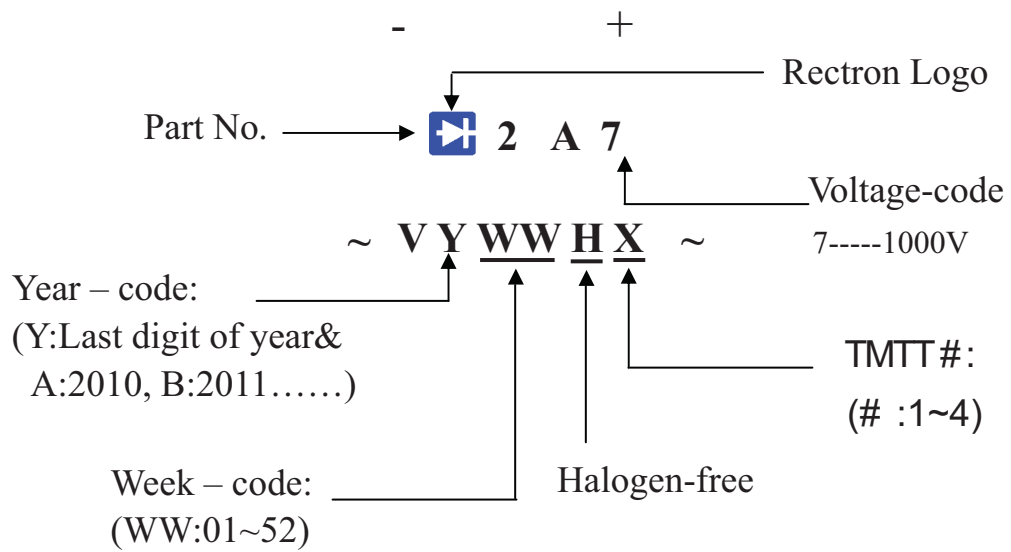 - +
Rectron Logo
Part No. 2 A 7
Voltage-code
~ V Y WW H X ~ 7-----1000V
Year – code:
(Y:Last digit of year&
A:2010, B:2011……)
TMTT#:
(# :1~4)
Week – code:
(WW:01~52)
Halogen-free